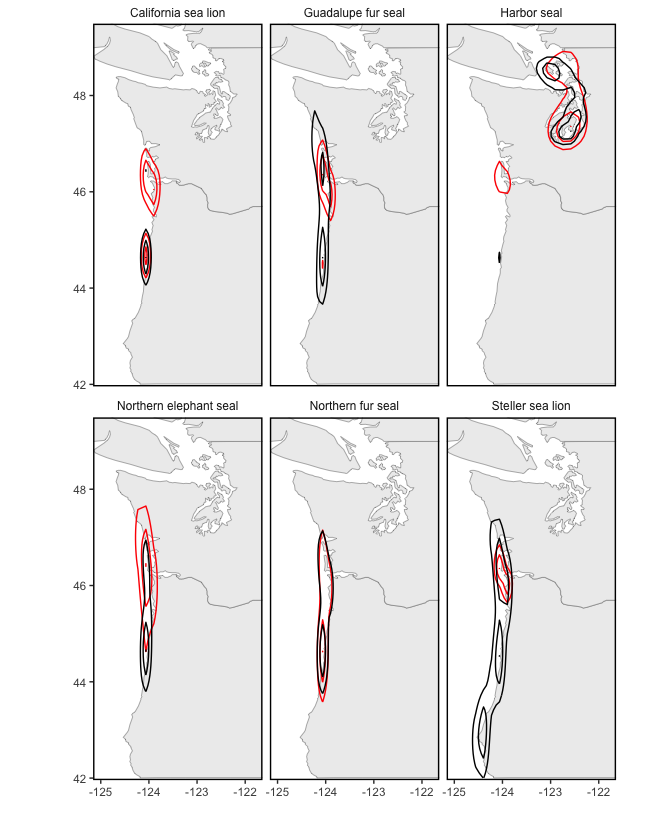 California sea lion Guadalupe fur seal Harbor seal
48
46
44
42
Northern elephant seal Northern fur seal Steller sea lion
48
46
44
42
-125 -124 -123 -122 -125 -124 -123 -122 -125 -124 -123 -122